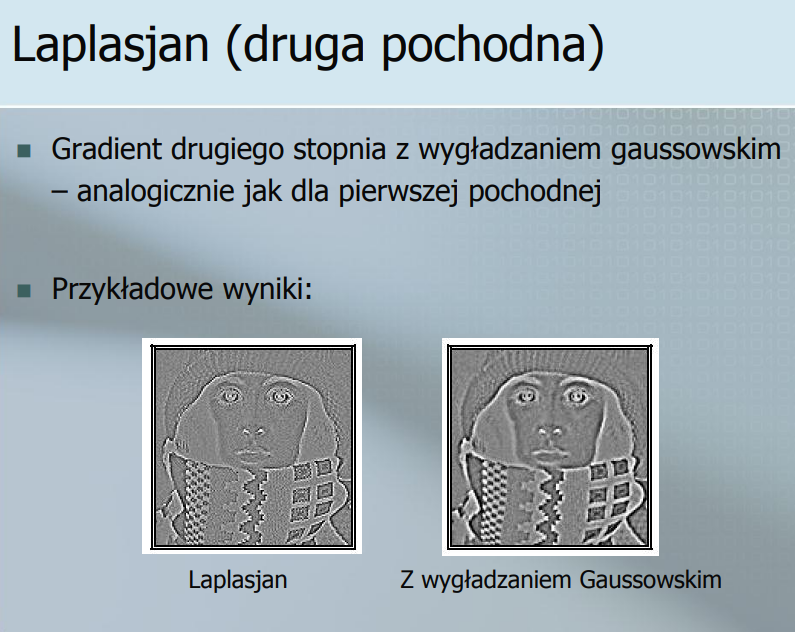 Laplasjan (druga pochodna)
Gradient drugiego stopnia z wygładzaniem gaussowskim
– analogicznie jak dla pierwszej pochodnej
Przykładowe wyniki:
Laplasjan
Z wygładzaniem Gaussowskim